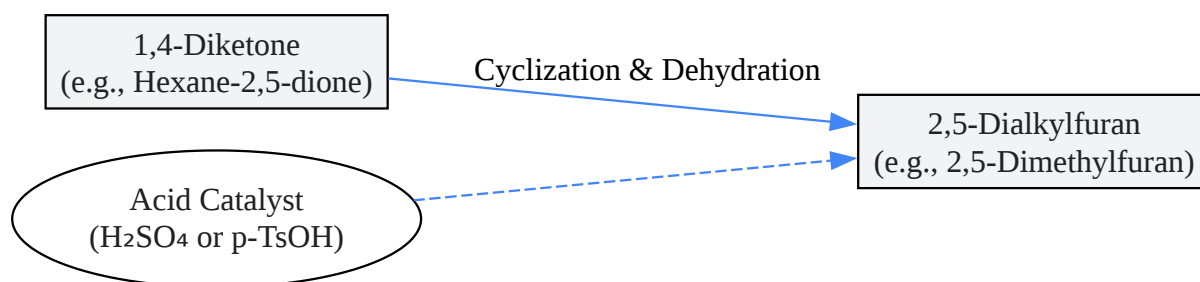 1,4-Diketone
(e.g., Hexane-2,5-dione)
Cyclization & Dehydration
2,5-Dialkylfuran
(e.g., 2,5-Dimethylfuran)
Acid Catalyst
(H₂SO₄ or p-TsOH)